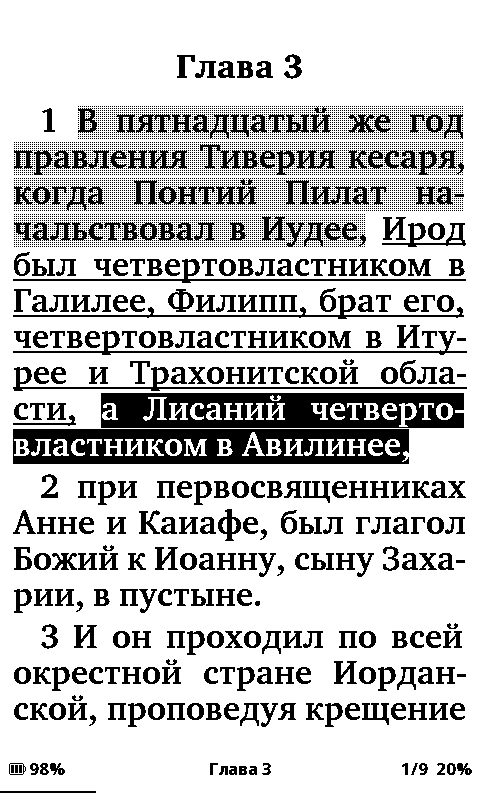 Глава 3
1 В пятнадцатый же год
правления Тиверия кесаря,
когда Понтий Пилат на-
чальствовал в Иудее, Ирод
был четвертовластником в
Галилее, Филипп, брат его,
четвертовластником в Иту-
рее и Трахонитской обла-
сти, а Лисаний четверто-
властником в Авилинее,
2 при первосвященниках
Анне и Каиафе, был глагол
Божий к Иоанну, сыну Заха-
рии, в пустыне.
3 И он проходил по всей
окрестной стране Иордан-
ской, проповедуя крещение
98% Глава 3 1/9 20%